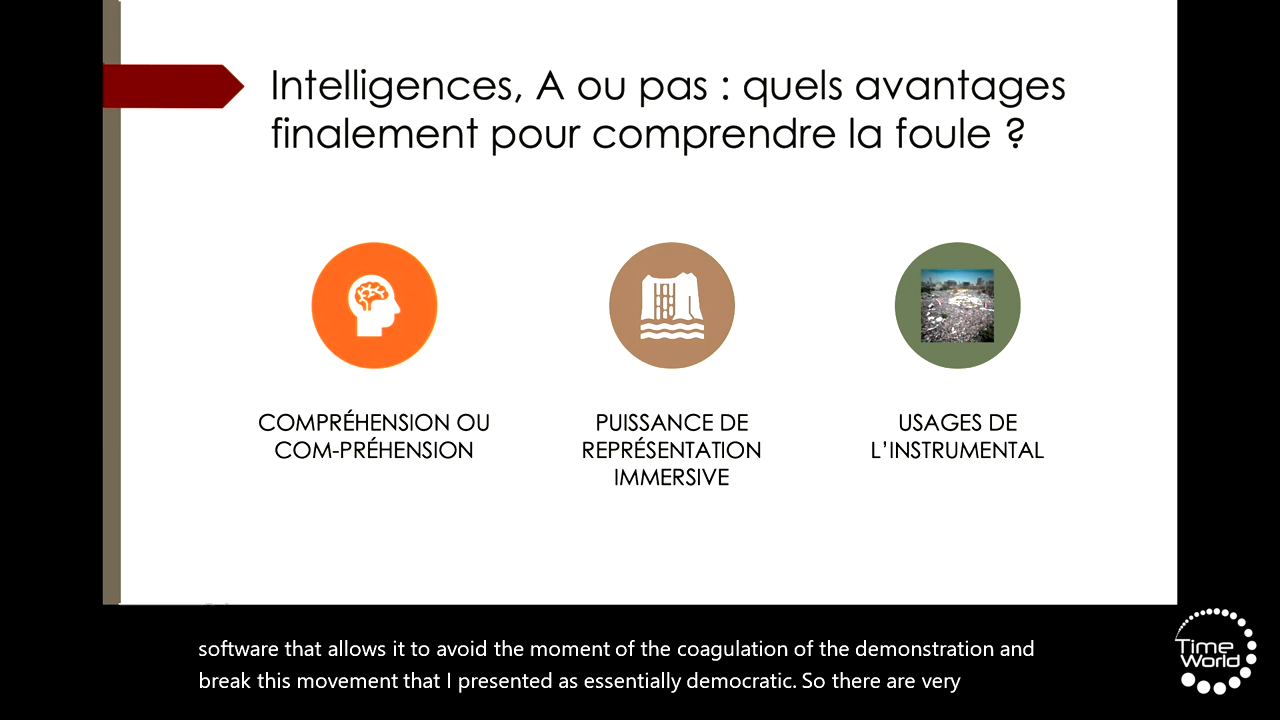 Intelligences, A ou pas : quels avantages
finalement pour comprendre la foule ?
COMPRÉHENSION OU
COM-PRÉHENSION
PUISSANCE DE
REPRÉSENTATION
IMMERSIVE
USAGES DE
L’INSTRUMENTAL
software that allows it to avoid the moment of the coagulation of the demonstration and
break this movement that I presented as essentially democratic. So there are very
Time
World